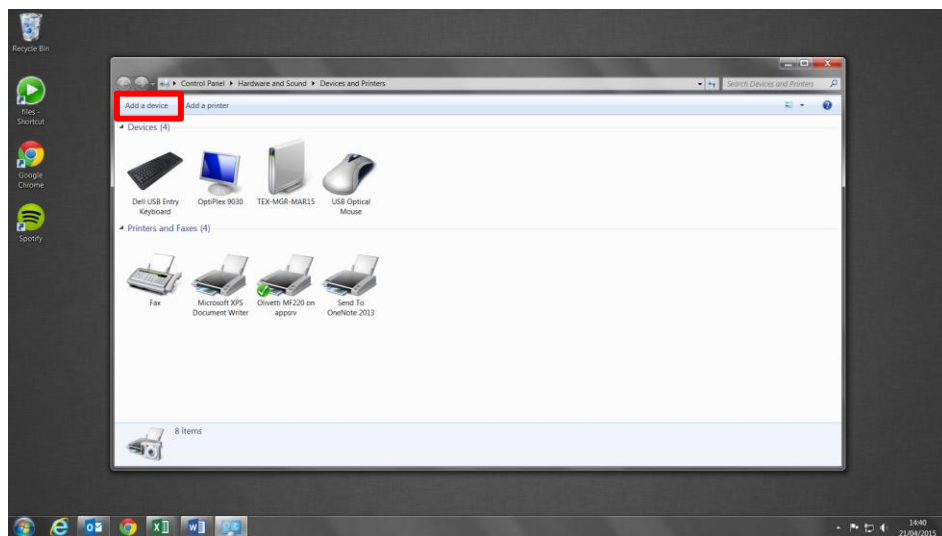 Recycle Bin
files -
Shortcut
Google
Chrome
Spotify
Control Panel
Hardware and Sound
Devices and Printers
Search Devices and Printers
Add a device
Add a printer
Devices (4)
Dell USB Entry
Keyboard
OptiPlex 9030
TEX-MGR-MAR15
USB Optical
Mouse
Printers and Faxes (4)
Fax
Microsoft XPS
Document Writer
Olivetti MF220 on
appsrv
Send To
OneNote 2013
8 items
14:40
21/04/2015